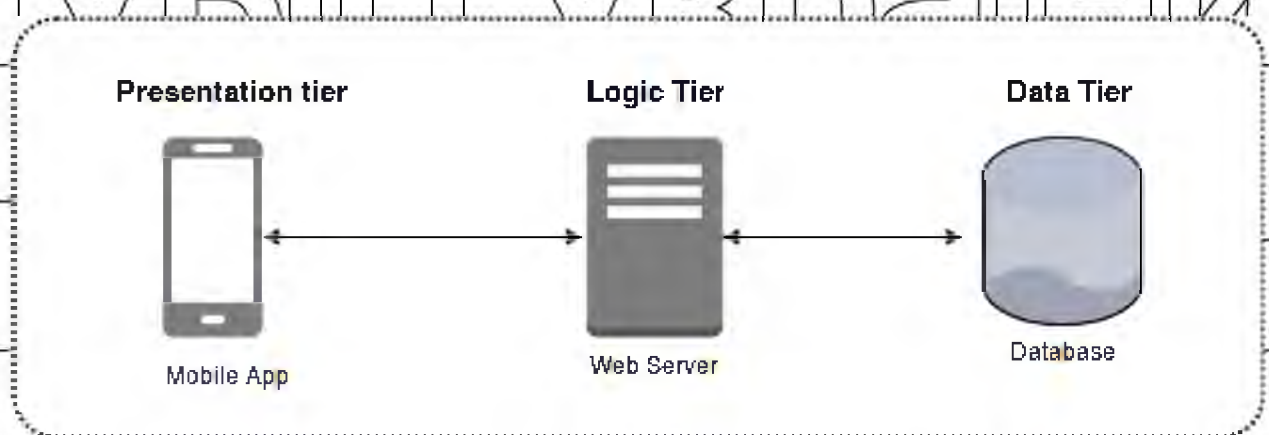 Presentation tier
Logic Tier
Data Tier
Mobile App
Web Server
Database